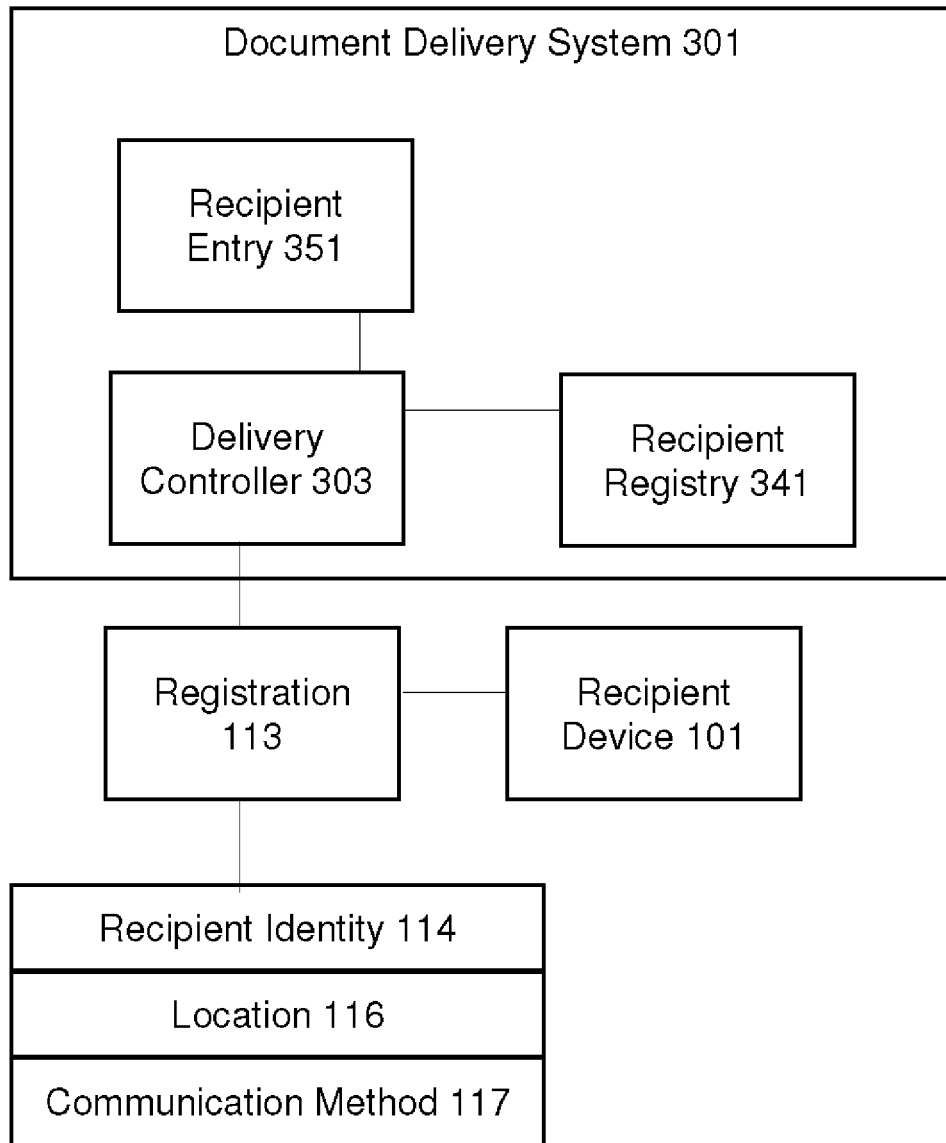 Document Delivery System 301
Recipient
Entry 351
Delivery
Controller 303
Recipient
Registry 341
Registration
113
Recipient
Device 101
Recipient Identity 114
Location 116
Communication Method 117